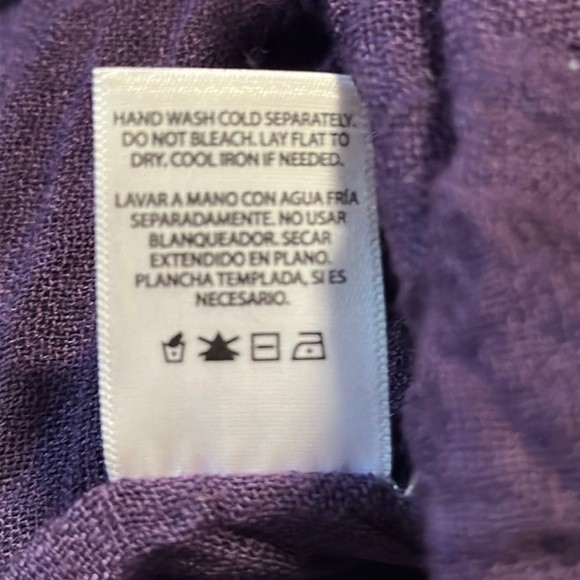 HAND WASH COLD SEPARATELY.
DO NOT BLEACH. LAY FLAT TO
DRY. COOL IRON IF NEEDED.
LAVAR A MANO CON AGUA FRÍA
SEPARADAMENTE. NO USAR
BLANQUEADOR. SECAR
EXTENDIDO EN PLANO.
PLANCHA TEMPLADA, SI ES
NECESARIO.